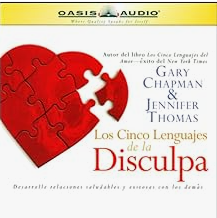 OASIS AUDIO
Where Quality Speaks for Itself
Autor del libro Los Cinco Lenguajes del
Amor—Éxito del New York Times
GARY
CHAPMAN
&
JENNIFER
THOMAS
Los Cinco Lenguajes
de la
Disculpa
Desarrolle relaciones saludables y exitosas con los demás